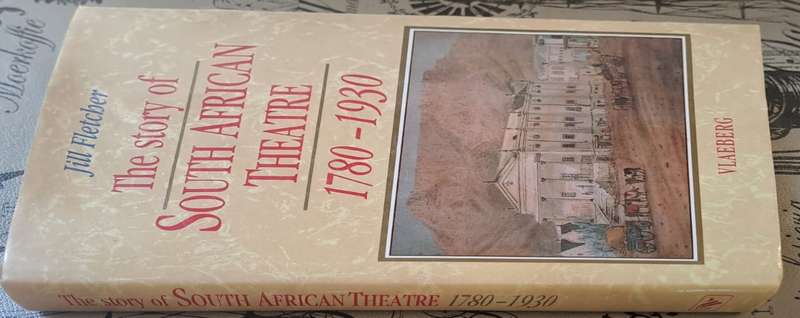 Jill Fletcher
The story of
SOUTH AFRICAN
THEATRE
1780-1930
VLAEBERG
The story of SOUTH AFRICAN THEATRE 1780-1930
Moerkoffie